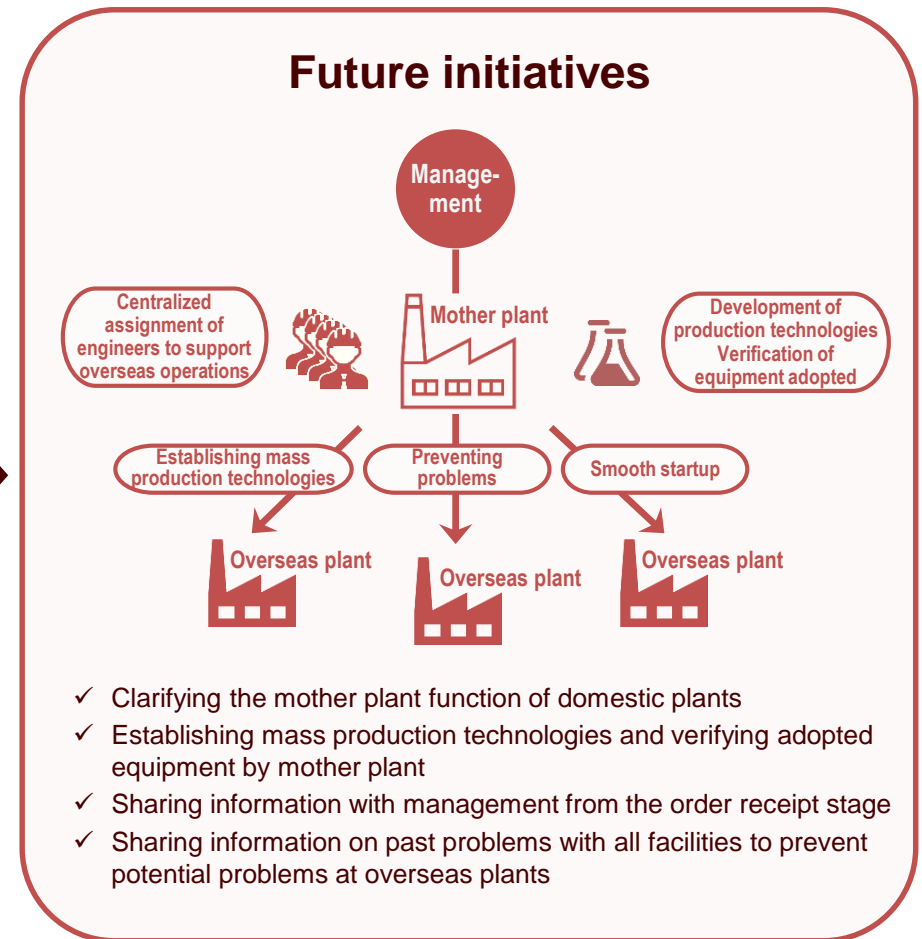 Future initiatives
Manage-
ment
Centralized
assignment of
engineers to support
overseas operations
Mother plant
Development of
production technologies
Verification of
equipment adopted
Establishing mass
production technologies
Preventing
problems
Smooth startup
Overseas plant
Overseas plant
Overseas plant
✓ Clarifying the mother plant function of domestic plants
✓ Establishing mass production technologies and verifying adopted
equipment by mother plant
✓ Sharing information with management from the order receipt stage
✓ Sharing information on past problems with all facilities to prevent
potential problems at overseas plants